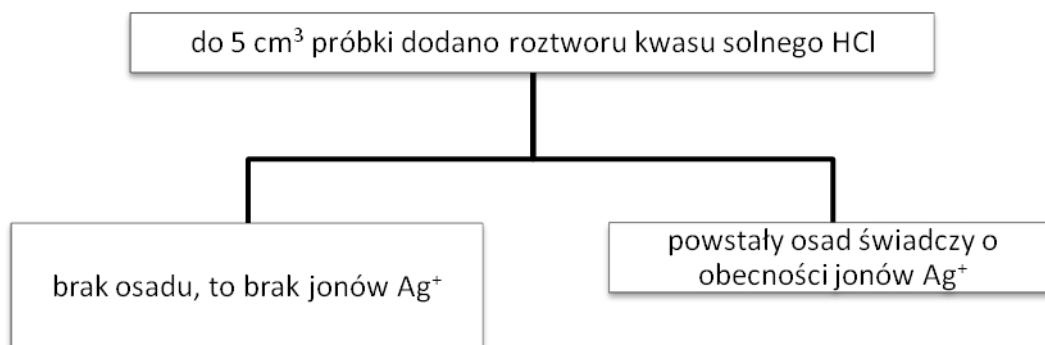 do 5 cm³ próbki dodano roztworu kwasu solnego HCl
brak osadu, to brak jonów Ag⁺
powstały osad świadczy o
obecności jonów Ag⁺